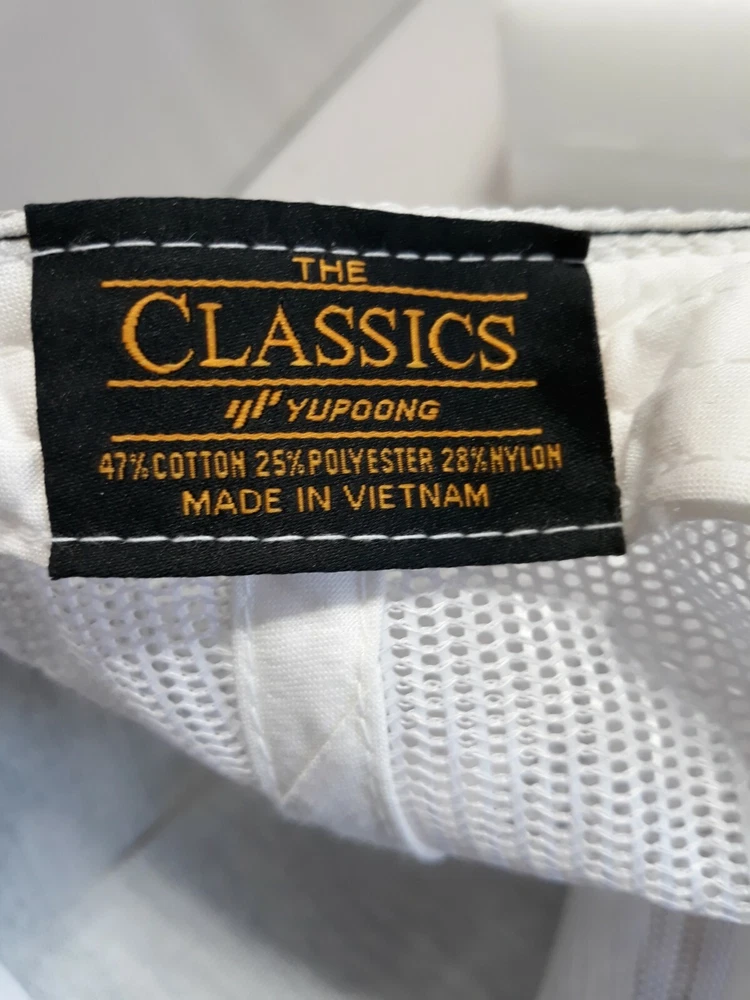 THE
CLASSICS
YUPOONG
47% COTTON 25% POLYESTER 28% NYLON
MADE IN VIETNAM